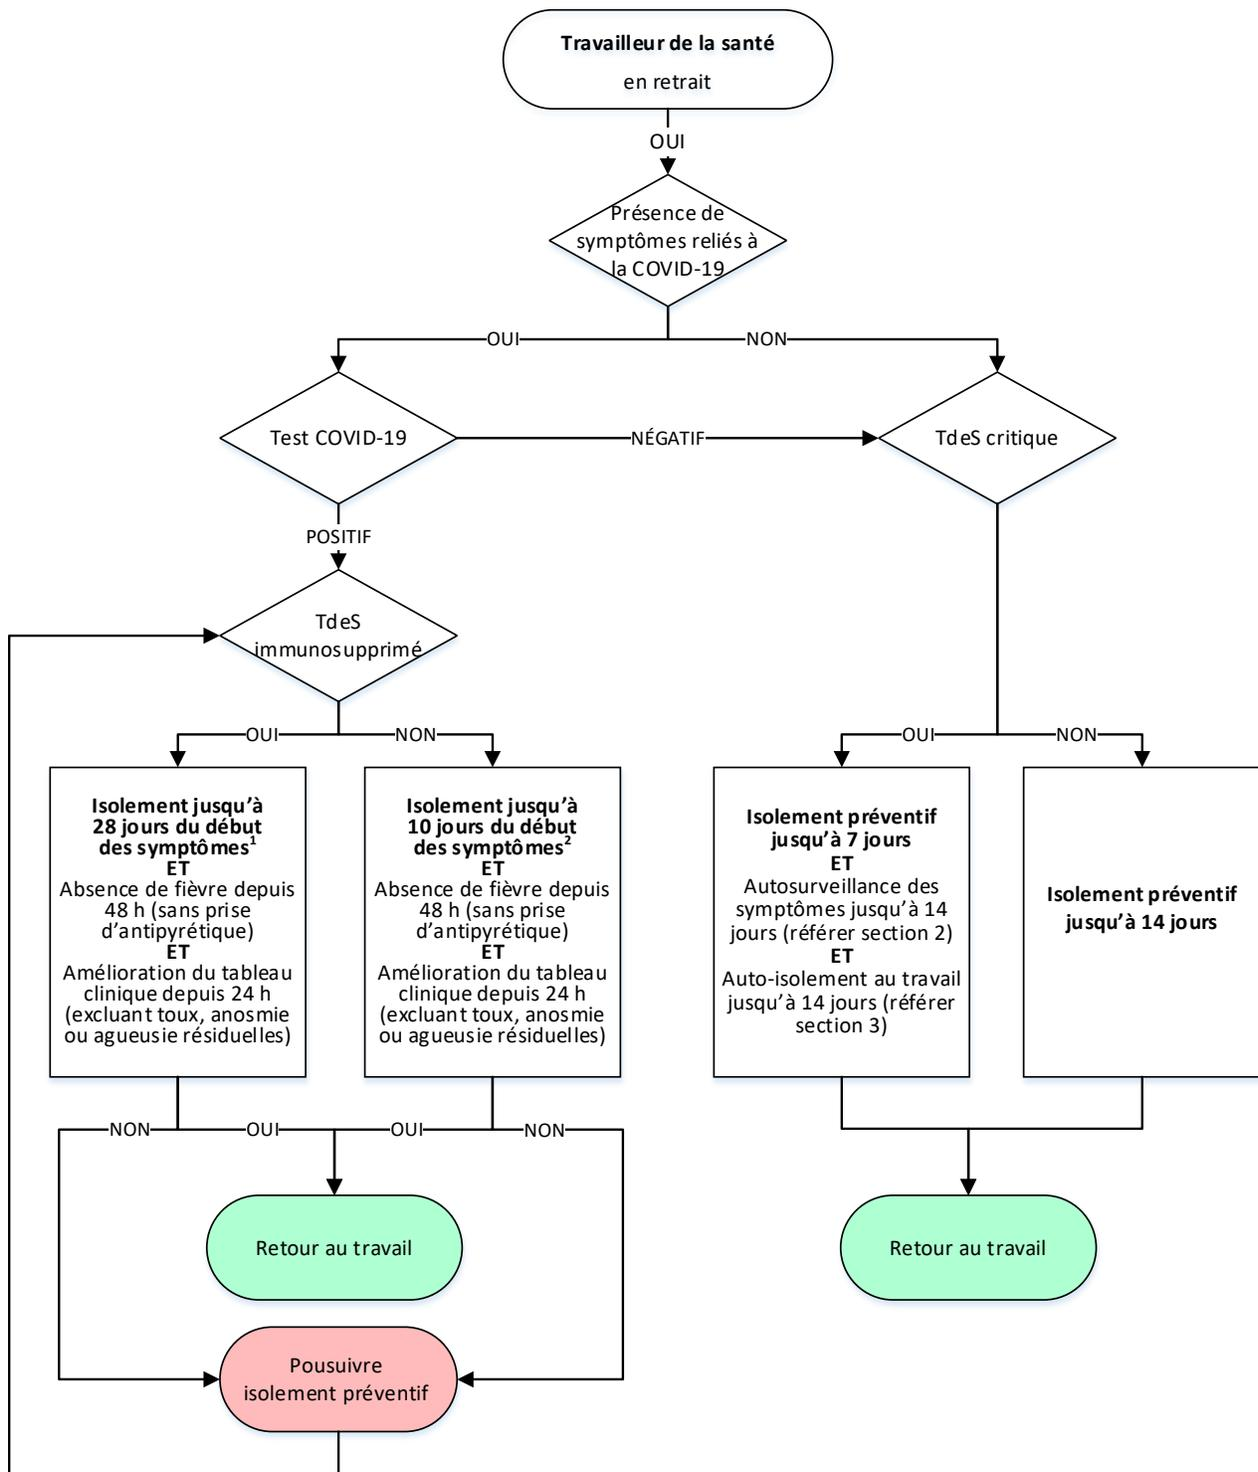 Travailleur de la santé
en retrait
OUI
Présence de
symptômes reliés à
la COVID-19
OUI
NON
Test COVID-19
NÉGATIF
TdeS critique
POSITIF
TdeS
immunosupprimé
OUI
NON
OUI
NON
Isolement jusqu’à
28 jours du début
des symptômes¹
ET
Absence de fièvre depuis
48 h (sans prise
d’antipyrétique)
ET
Amélioration du tableau
clinique depuis 24 h
(excluant toux, anosmie
ou agueusie résiduelles)
Isolement jusqu’à
10 jours du début
des symptômes²
ET
Absence de fièvre depuis
48 h (sans prise
d’antipyrétique)
ET
Amélioration du tableau
clinique depuis 24 h
(excluant toux, anosmie
ou agueusie résiduelles)
Isolement préventif
jusqu’à 7 jours
ET
Autosurveillance des
symptômes jusqu’à 14
jours (référer section 2)
ET
Auto-isolement au travail
jusqu’à 14 jours (référer
section 3)
Isolement préventif
jusqu’à 14 jours
NON
OUI
OUI
NON
Retour au travail
Retour au travail
Pousuivre
isolement préventif